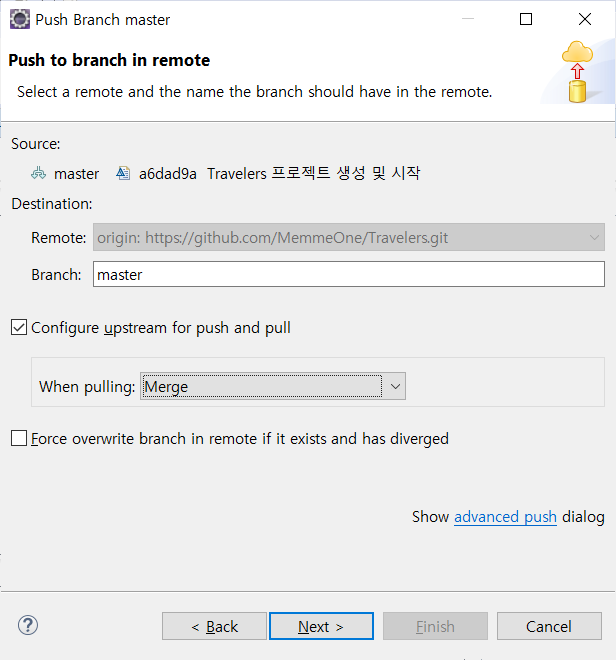 Push Branch master
Push to branch in remote
Select a remote and the name the branch should have in the remote.
Source:
master a6dad9a Travelers 프로젝트 생성 및 시작
Destination:
Remote: origin: https://github.com/MemmeOne/Travelers.git
Branch: master
Configure upstream for push and pull
When pulling: Merge
Force overwrite branch in remote if it exists and has diverged
Show advanced push dialog
? < Back Next > Finish Cancel